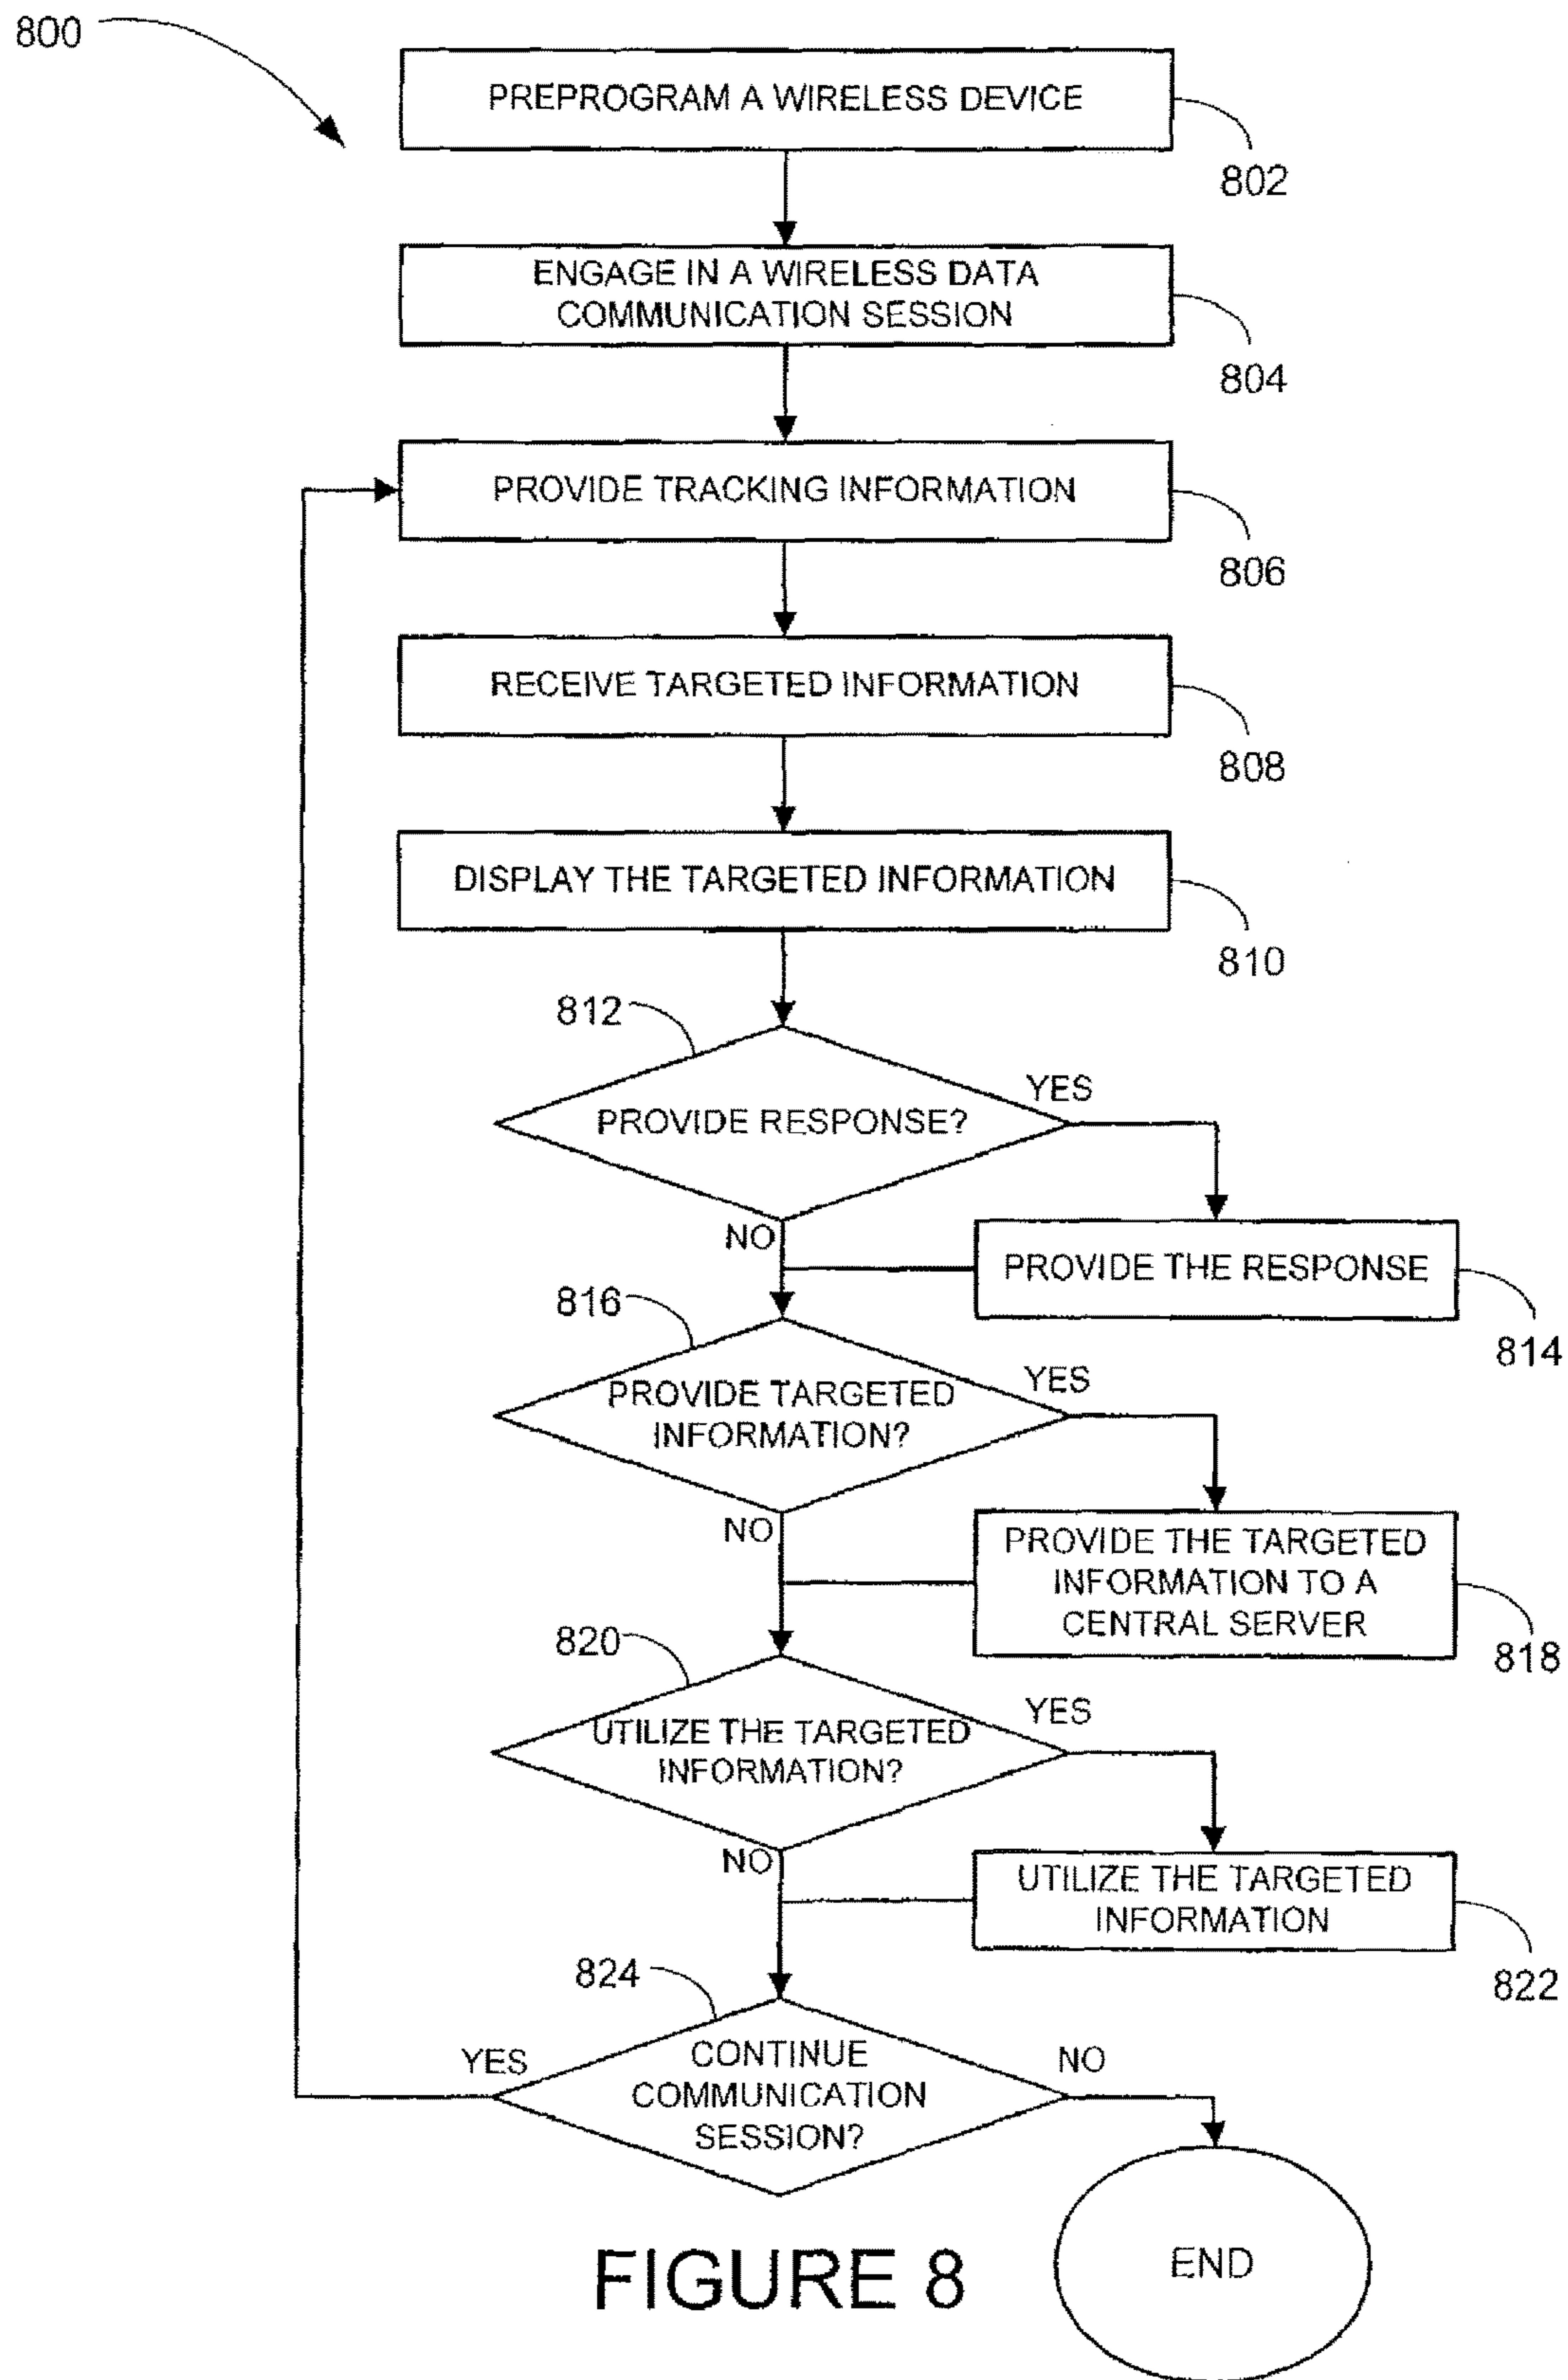 800
PREPROGRAM A WIRELESS DEVICE
802
ENGAGE IN A WIRELESS DATA
COMMUNICATION SESSION
804
PROVIDE TRACKING INFORMATION
806
RECEIVE TARGETED INFORMATION
808
DISPLAY THE TARGETED INFORMATION
810
812
PROVIDE RESPONSE?
YES
NO
PROVIDE THE RESPONSE
814
816
PROVIDE TARGETED
INFORMATION?
YES
NO
PROVIDE THE TARGETED
INFORMATION TO A
CENTRAL SERVER
818
820
UTILIZE THE TARGETED
INFORMATION?
YES
NO
UTILIZE THE TARGETED
INFORMATION
822
824
YES
CONTINUE
COMMUNICATION
SESSION?
NO
END
FIGURE 8